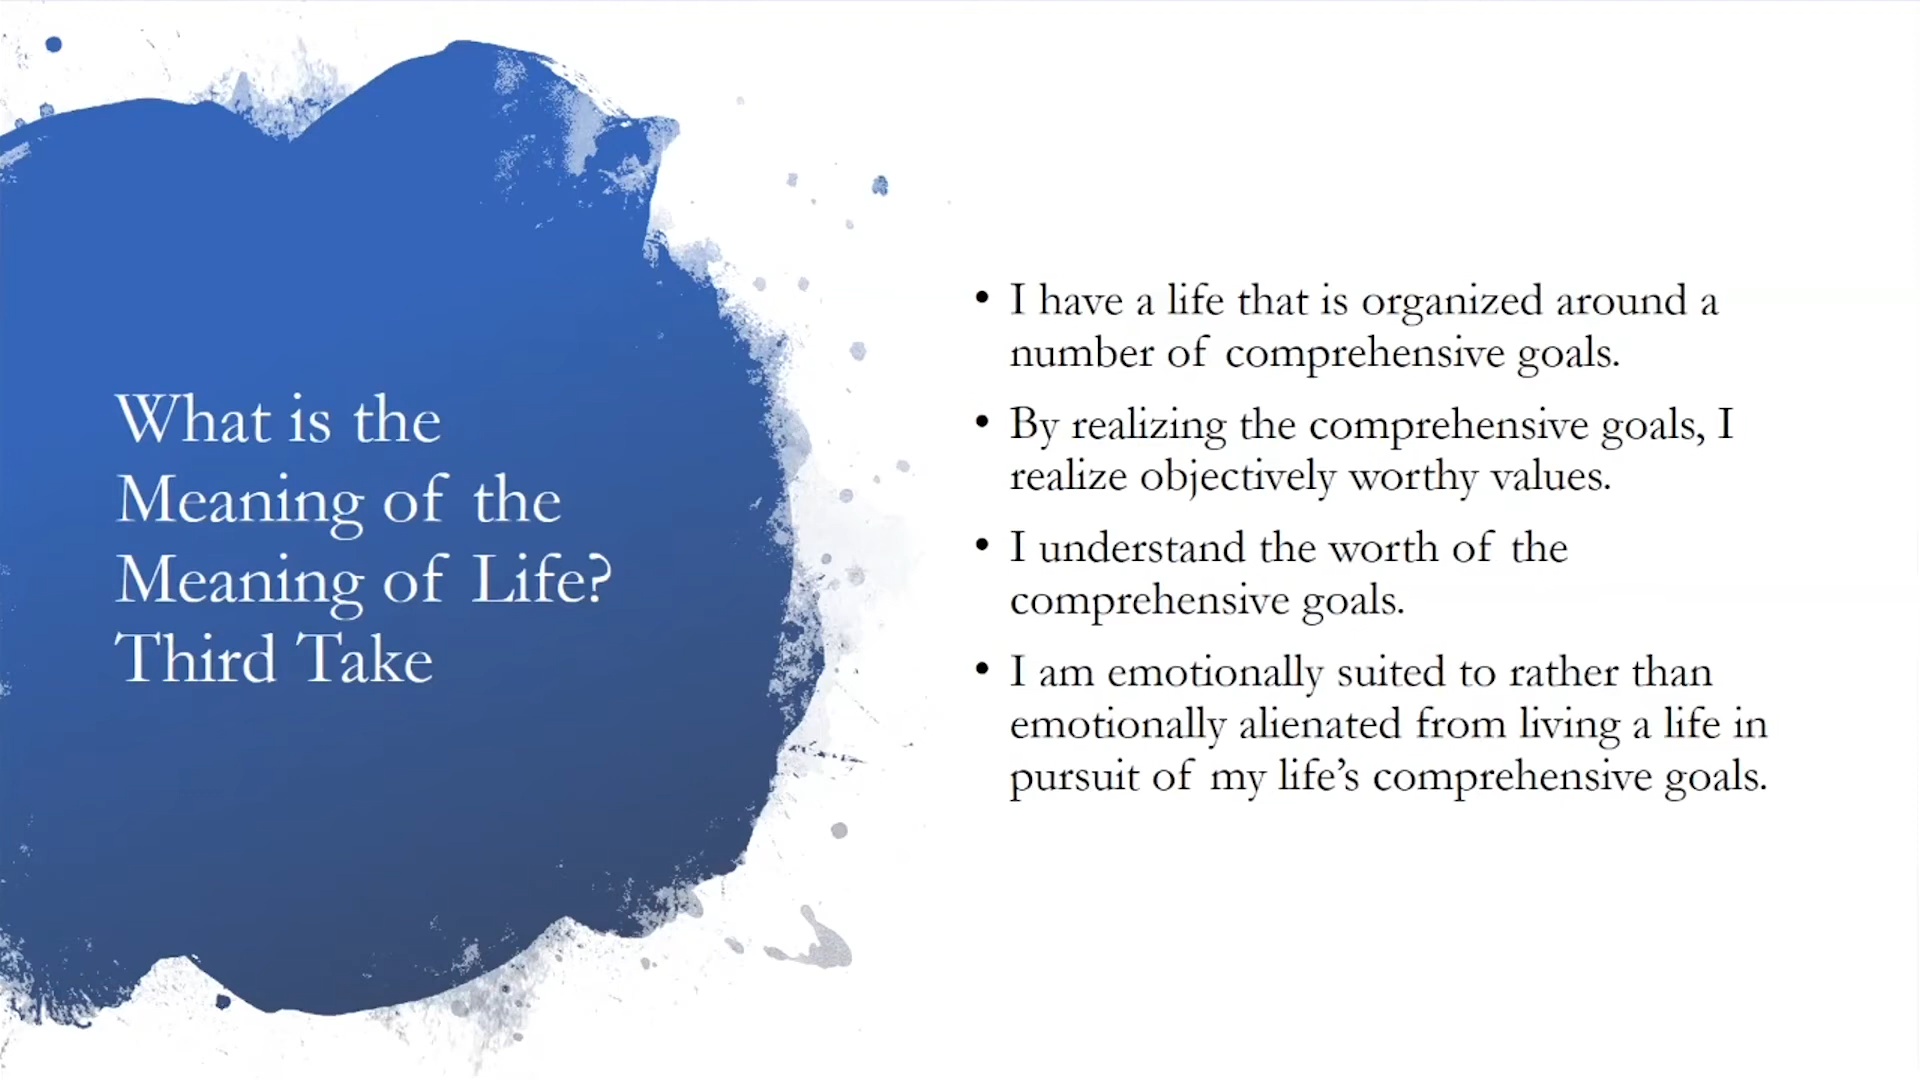 What is the
Meaning of the
Meaning of Life?
Third Take
• I have a life that is organized around a
number of comprehensive goals.
• By realizing the comprehensive goals, I
realize objectively worthy values.
• I understand the worth of the
comprehensive goals.
• I am emotionally suited to rather than
emotionally alienated from living a life in
pursuit of my life’s comprehensive goals.